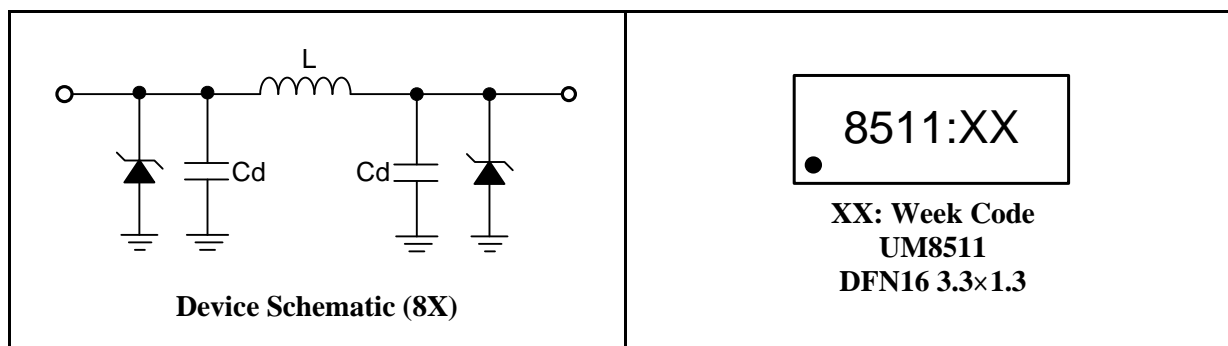 L
Cd
Cd
Device Schematic (8X)
8511:XX
XX: Week Code
UM8511
DFN16 3.3×1.3